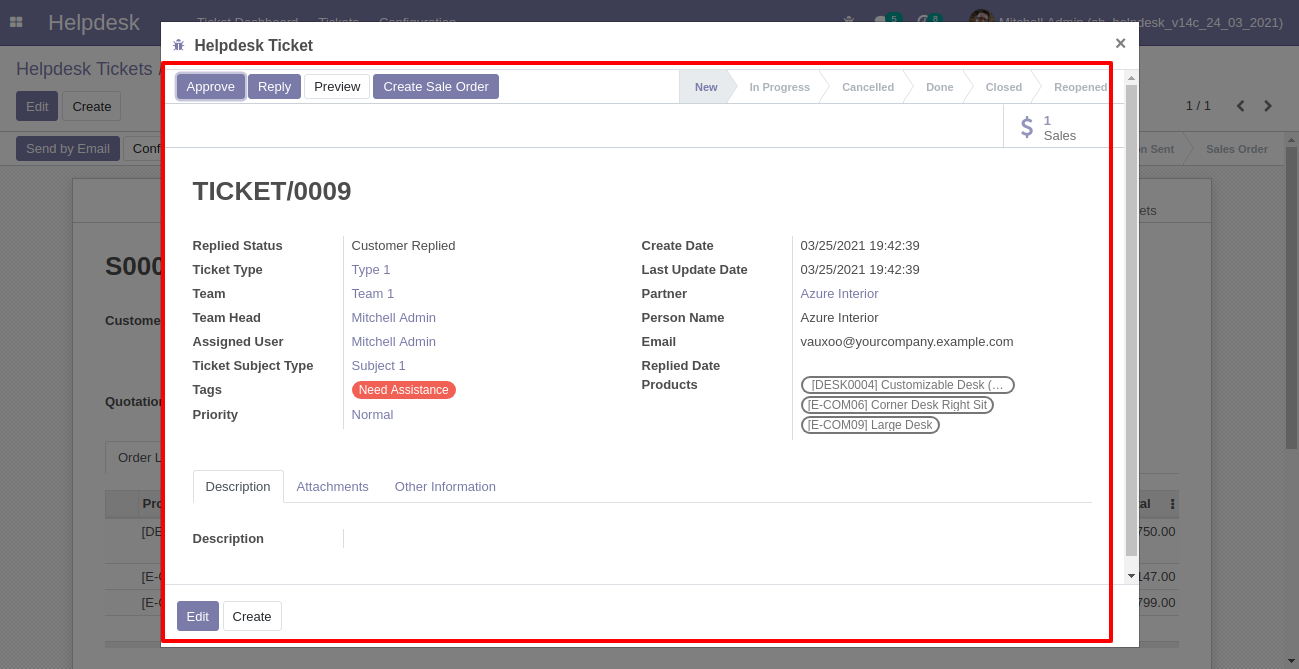 Helpdesk
Ticket Dashboard Tickets Configuration
5 8 Mitchell Admin (sh_helpdesk_v14c_24_03_2021)
Helpdesk Tickets /
Edit Create
1 / 1
Send by Email
Sales Order
Helpdesk Ticket ×
Approve Reply Preview Create Sale Order
New In Progress Cancelled Done Closed Reopened
1
Sales
TICKET/0009
Replied Status Customer Replied
Ticket Type Type 1
Team Team 1
Team Head Mitchell Admin
Assigned User Mitchell Admin
Ticket Subject Type Subject 1
Tags Need Assistance
Priority Normal
Create Date 03/25/2021 19:42:39
Last Update Date 03/25/2021 19:42:39
Partner Azure Interior
Person Name Azure Interior
Email vauxoo@yourcompany.example.com
Replied Date
Products [DESK0004] Customizable Desk (…
[E-COM06] Corner Desk Right Sit
[E-COM09] Large Desk
Description Attachments Other Information
Description
Edit Create
S000
Custome
Quotation
Order L
Pro
[DE 750.00
[E-C 147.00
[E-C 799.00